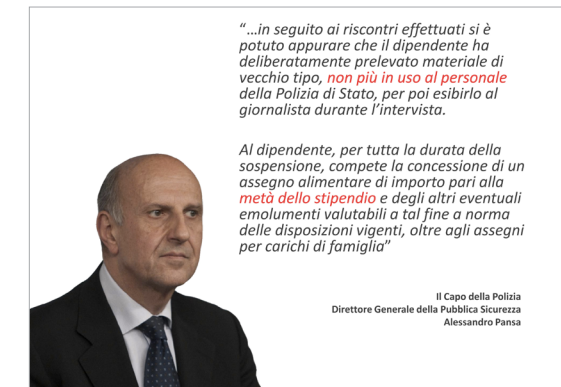 “…in seguito ai riscontri effettuati si è
potuto appurare che il dipendente ha
deliberatamente prelevato materiale di
vecchio tipo, non più in uso al personale
della Polizia di Stato, per poi esibirlo al
giornalista durante l’intervista.
Al dipendente, per tutta la durata della
sospensione, compete la concessione di un
assegno alimentare di importo pari alla
metà dello stipendio e degli altri eventuali
emolumenti valutabili a tal fine a norma
delle disposizioni vigenti, oltre agli assegni
per carichi di famiglia”
Il Capo della Polizia
Direttore Generale della Pubblica Sicurezza
Alessandro Pansa